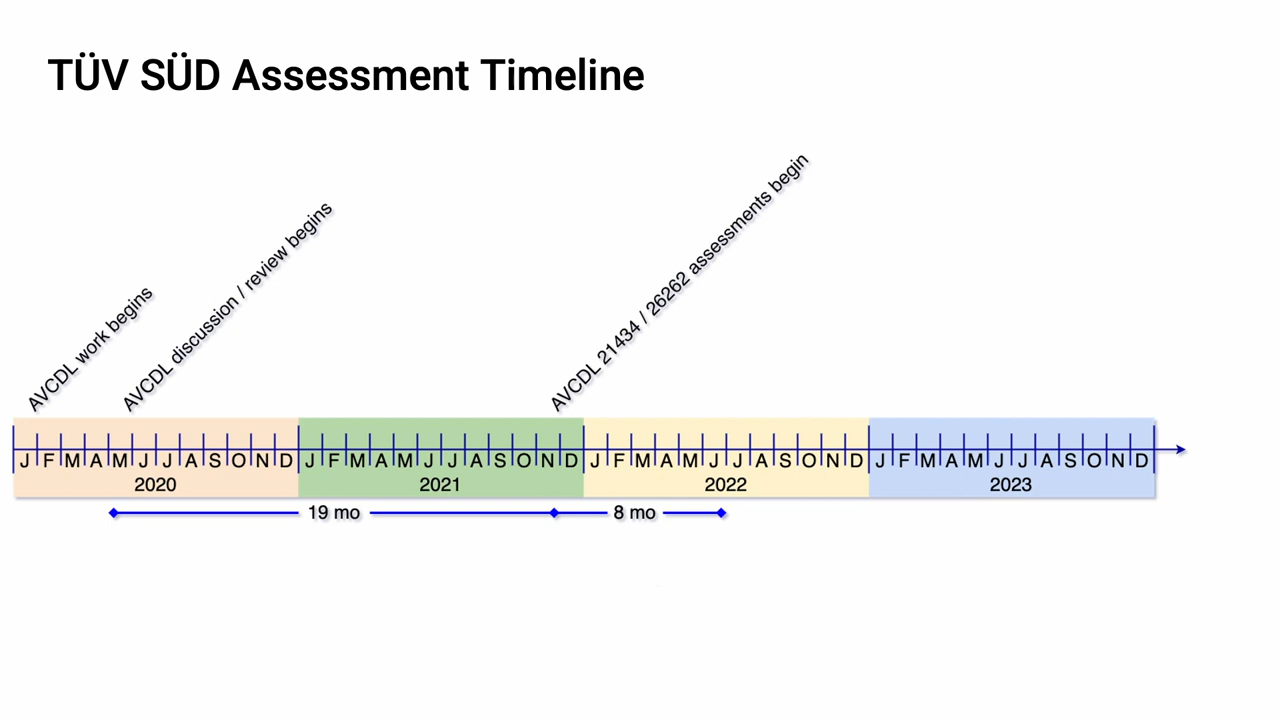 TÜV SÜD Assessment Timeline
AVCDL work begins
AVCDL discussion / review begins
AVCDL 21434 / 26262 assessments begin
J F M A M J J A S O N D J F M A M J J A S O N D J F M A M J J A S O N D J F M A M J J A S O N D
2020 2021 2022 2023
19 mo 8 mo